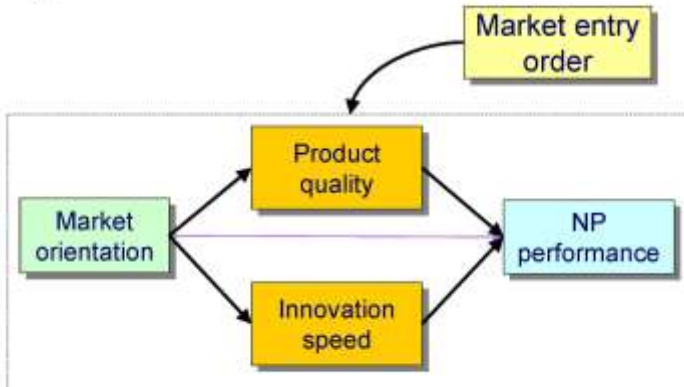 Market entry
order
Product
quality
Market
orientation
NP
performance
Innovation
speed